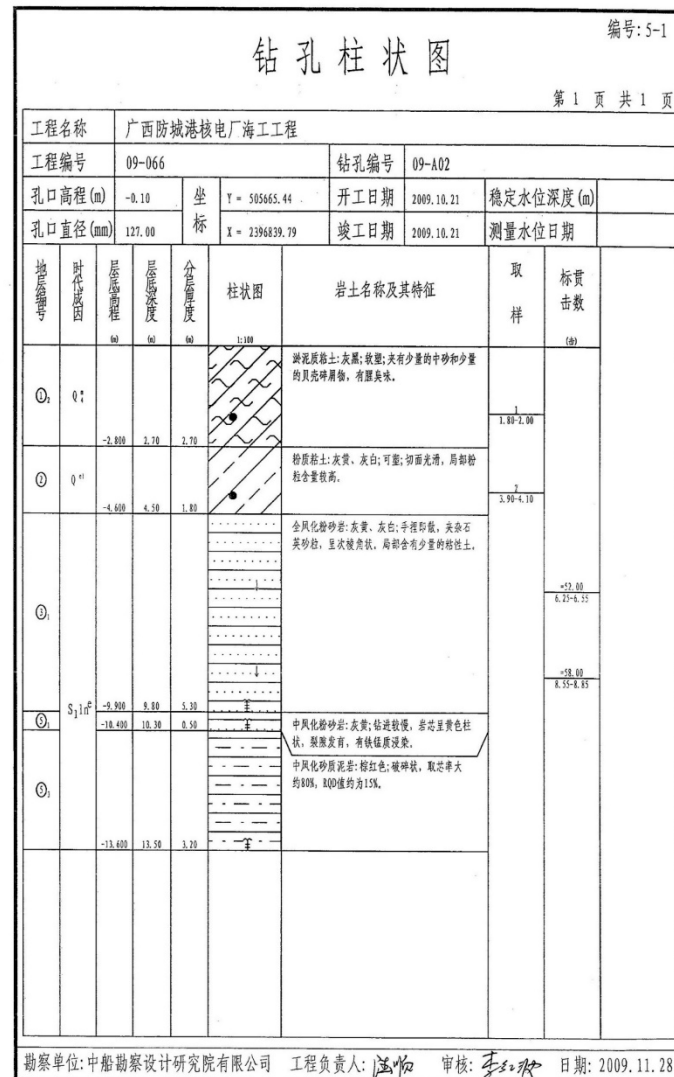 编号:5-1
钻孔柱状图
第 1 页 共 1 页
工程名称 广西防城港核电厂海工工程
工程编号 09-066 钻孔编号 09-A02
孔口高程(m) -0.10 坐标 Y = 505665.44 开工日期 2009.10.21 稳定水位深度(m)
孔口直径(mm) 127.00 X = 2396839.79 竣工日期 2009.10.21 测量水位日期
地层编号 时代成因 层底高程(m) 层底深度(m) 分层厚度(m) 柱状图 1:100 岩土名称及其特征 取样 标贯击数(击)
淤泥质粘土:灰黑;软塑;夹有少量的中砂和少量
的贝壳碎屑物,有腥臭味。
①₂
1
1.80-2.00
-2.800 2.70 2.70
粉质粘土:灰黄、灰白;可塑;切面光滑,局部粉
粒含量较高。
② Q el
2
3.90-4.10
-4.600 4.50 1.80
全风化粉砂岩:灰黄、灰白;手捏即散,夹杂石
英砂粒,呈次棱角状,局部含有少量的粘性土。
=52.00
6.25-6.55
③₁
=58.00
8.55-8.85
S₁lnᵉ
-9.900 9.80 5.30
⑤₁ -10.400 10.30 0.50
中风化粉砂岩:灰黄;钻进较慢,岩芯呈黄色柱
状,裂隙发育,有铁锰质浸染。
中风化砂质泥岩:棕红色;破碎状,取芯率大
约80%,RQD值约为15%。
⑤₃
-13.600 13.50 3.20
勘察单位:中船勘察设计研究院有限公司 工程负责人: 审核: 日期: 2009.11.28